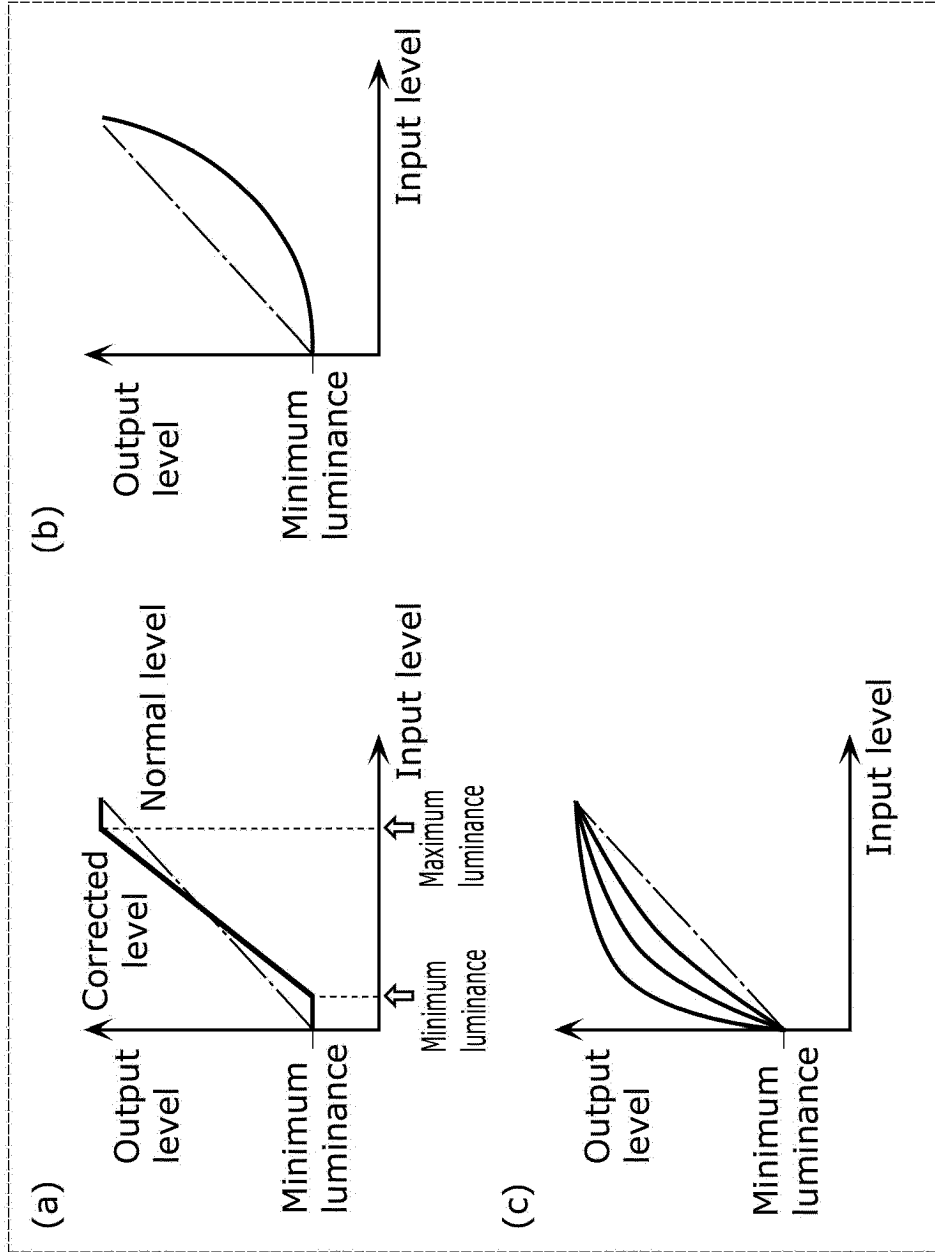 (a)
Output
level
Corrected
level
Normal level
Minimum
luminance
Input level
Minimum
luminance
Maximum
luminance
(b)
Output
level
Minimum
luminance
Input level
(c)
Output
level
Minimum
luminance
Input level